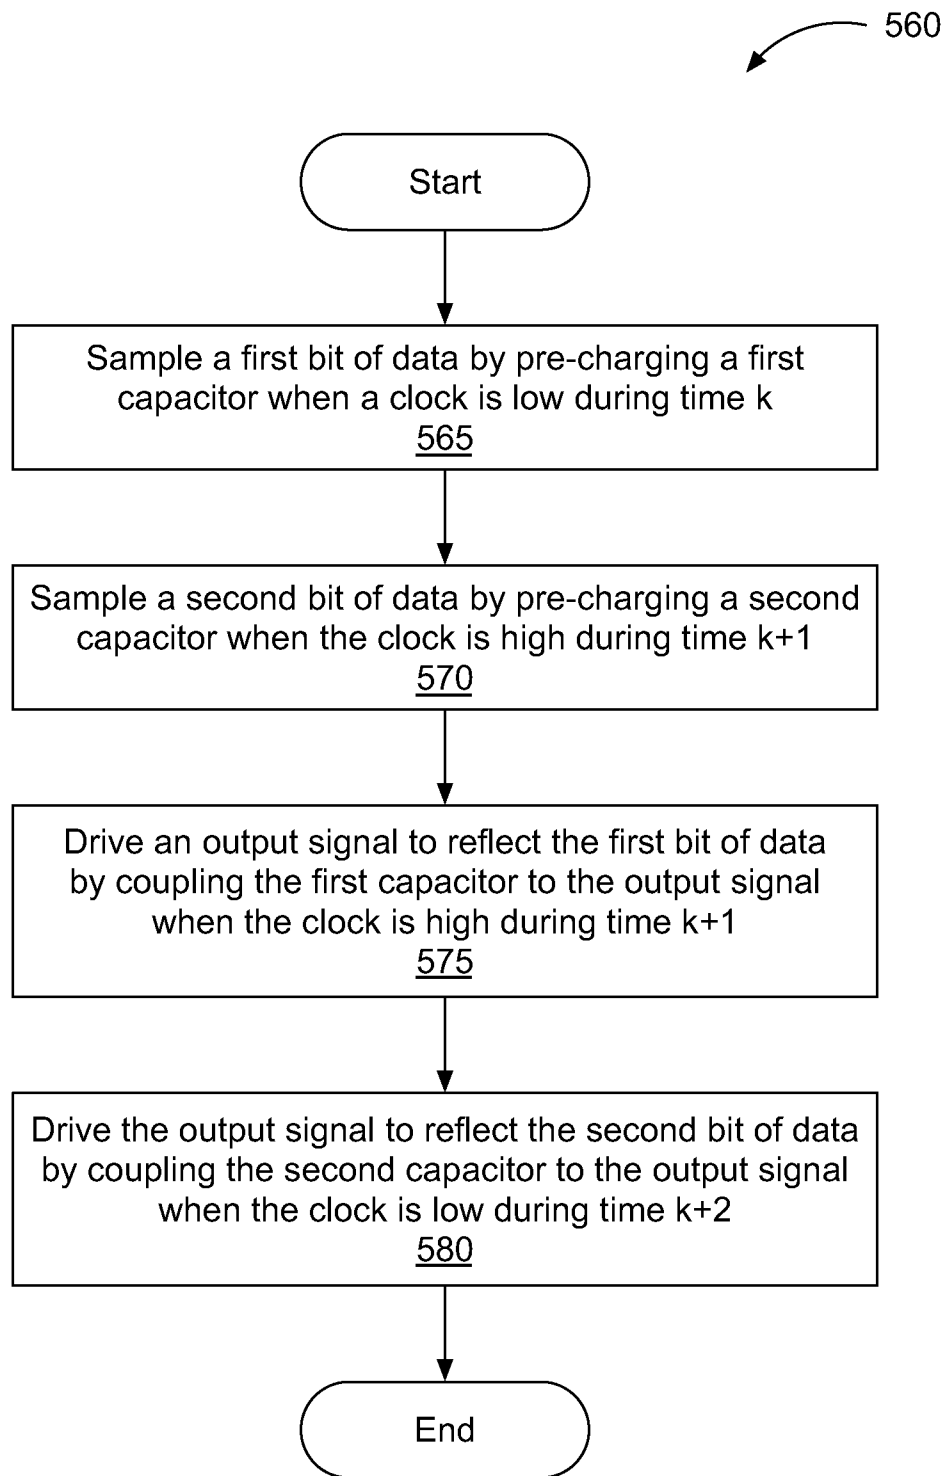 560
Start
Sample a first bit of data by pre-charging a first
capacitor when a clock is low during time k
565
Sample a second bit of data by pre-charging a second
capacitor when the clock is high during time k+1
570
Drive an output signal to reflect the first bit of data
by coupling the first capacitor to the output signal
when the clock is high during time k+1
575
Drive the output signal to reflect the second bit of data
by coupling the second capacitor to the output signal
when the clock is low during time k+2
580
End